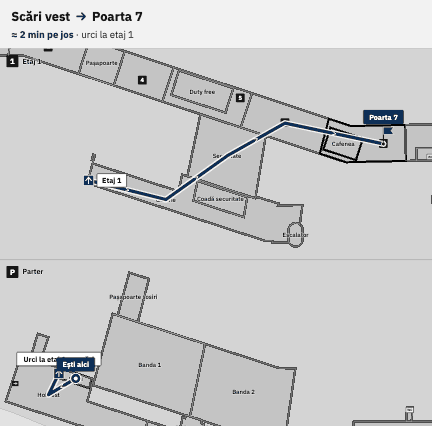 Scări vest → Poarta 7
≈ 2 min pe jos · urci la etaj 1
1 Etaj 1
Pașapoarte
4
Duty free
5
Poarta 7
Cafenea
Etaj 1
Coadă securitate
Escalator
P Parter
Pașapoarte sosiri
Banda 1
Urci la eta
Ești aici
Banda 2